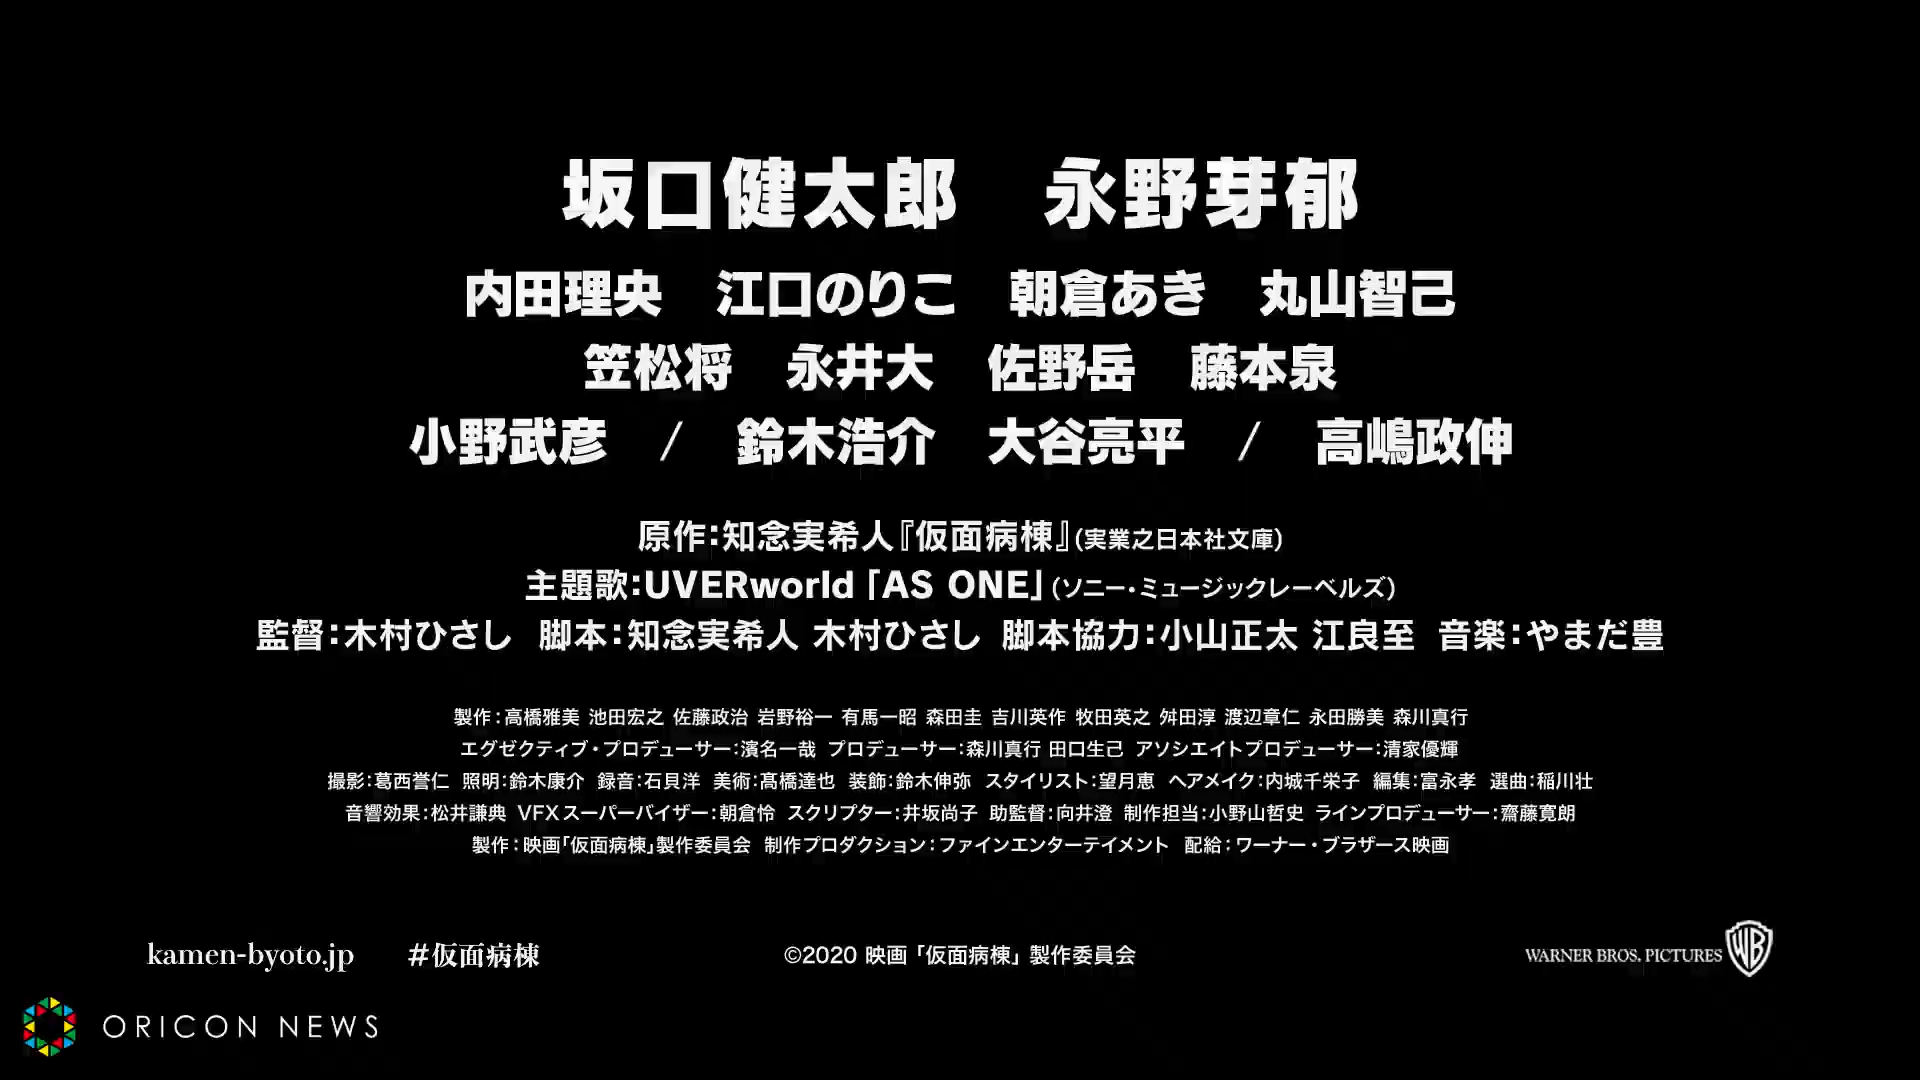 坂口健太郎 永野芽郁
内田理央 江口のりこ 朝倉あき 丸山智己
笠松将 永井大 佐野岳 藤本泉
小野武彦 / 鈴木浩介 大谷亮平 / 高嶋政伸
原作:知念実希人『仮面病棟』(実業之日本社文庫)
主題歌:UVERworld「AS ONE」(ソニー・ミュージックレーベルズ)
監督:木村ひさし 脚本:知念実希人 木村ひさし 脚本協力:小山正太 江良至 音楽:やまだ豊
製作:高橋雅美 池田宏之 佐藤政治 岩野裕一 有馬一昭 森田圭 吉川英作 牧田英之 舛田淳 渡辺章仁 永田勝美 森川真行
エグゼクティブ・プロデューサー:濱名一哉 プロデューサー:森川真行 田口生己 アソシエイトプロデューサー:清家優輝
撮影:葛西誉仁 照明:鈴木康介 録音:石貝洋 美術:髙橋達也 装飾:鈴木伸弥 スタイリスト:望月恵 ヘアメイク:内城千栄子 編集:富永孝 選曲:稲川壮
音響効果:松井謙典 VFXスーパーバイザー:朝倉怜 スクリプター:井坂尚子 助監督:向井澄 制作担当:小野山哲史 ラインプロデューサー:齋藤寛朗
製作:映画「仮面病棟」製作委員会 制作プロダクション:ファインエンターテイメント 配給:ワーナー・ブラザース映画
kamen-byoto.jp #仮面病棟 ©2020 映画「仮面病棟」製作委員会 WARNER BROS. PICTURES WB
ORICON NEWS